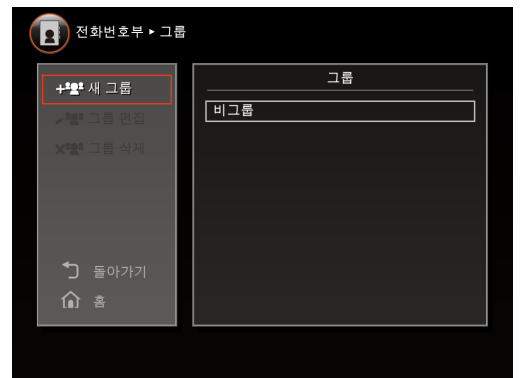 전화번호부 ▸ 그룹
새 그룹
그룹 편집
그룹 삭제
돌아가기
홈
그룹
비그룹